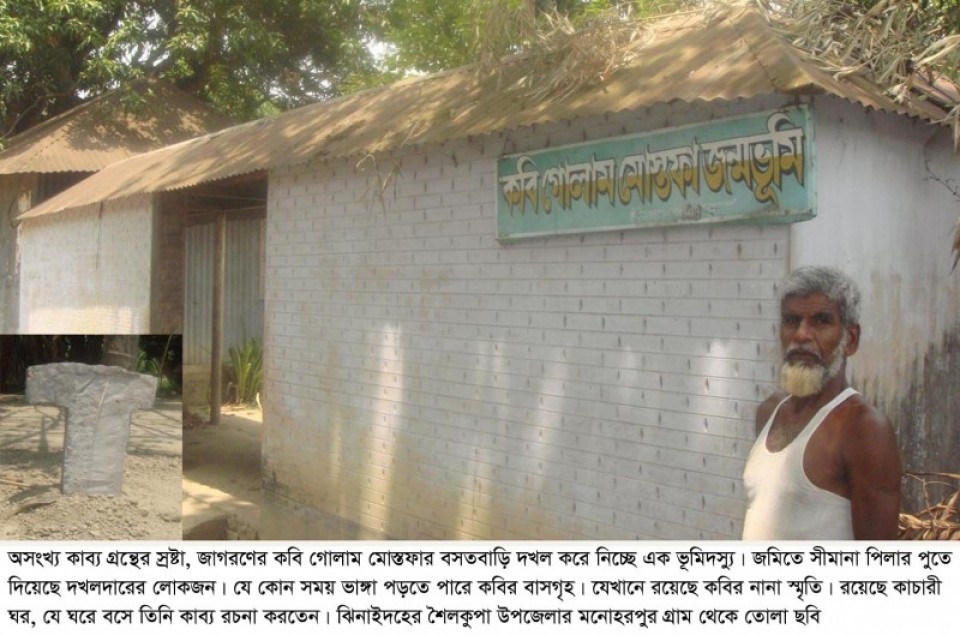 কবি গোলাম মোস্তফা জন্মভূমি
অসংখ্য কাব্য গ্রন্থের স্রষ্টা, জাগরণের কবি গোলাম মোস্তফার বসতবাড়ি দখল করে নিচ্ছে এক ভূমিদস্যু। জমিতে সীমানা পিলার পুতে
দিয়েছে দখলদারের লোকজন। যে কোন সময় ভাঙ্গা পড়তে পারে কবির বাসগৃহ। যেখানে রয়েছে কবির নানা স্মৃতি। রয়েছে কাচারী
ঘর, যে ঘরে বসে তিনি কাব্য রচনা করতেন। ঝিনাইদহের শৈলকুপা উপজেলার মনোহরপুর গ্রাম থেকে তোলা ছবি